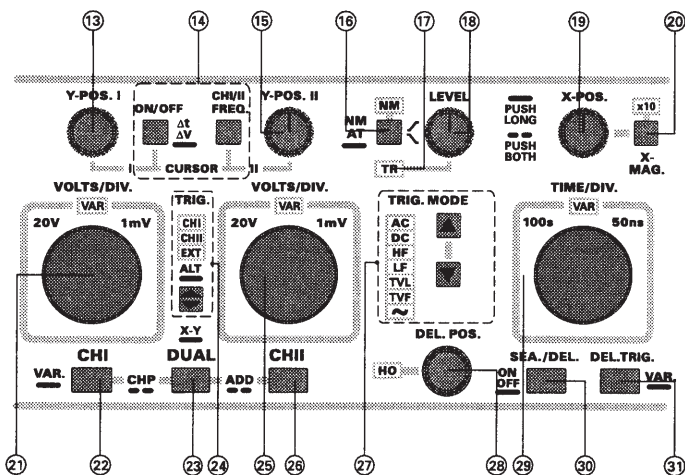 13 14 15 16 17 18 19 20
Y-POS. I
ON/OFF
Δt
ΔV
CHI/II
FREQ.
Y-POS. II
I CURSOR II
NM
AT
NM
LEVEL
TR
PUSH
LONG
PUSH
BOTH
X-POS.
x10
X-
MAG.
VOLTS/DIV.
VAR
20V 1mV
TRIG.
CHI
CHII
EXT
ALT
X-Y
VOLTS/DIV.
VAR
20V 1mV
TRIG. MODE
AC
DC
HF
LF
TVL
TVF
~
TIME/DIV.
VAR
100s 50ns
VAR.
CHI
CHP
DUAL
ADD
CHII
HO
DEL. POS.
ON
OFF
SEA./DEL.
DEL.TRIG.
VAR.
21 22 23 24 25 26 27 28 29 30 31